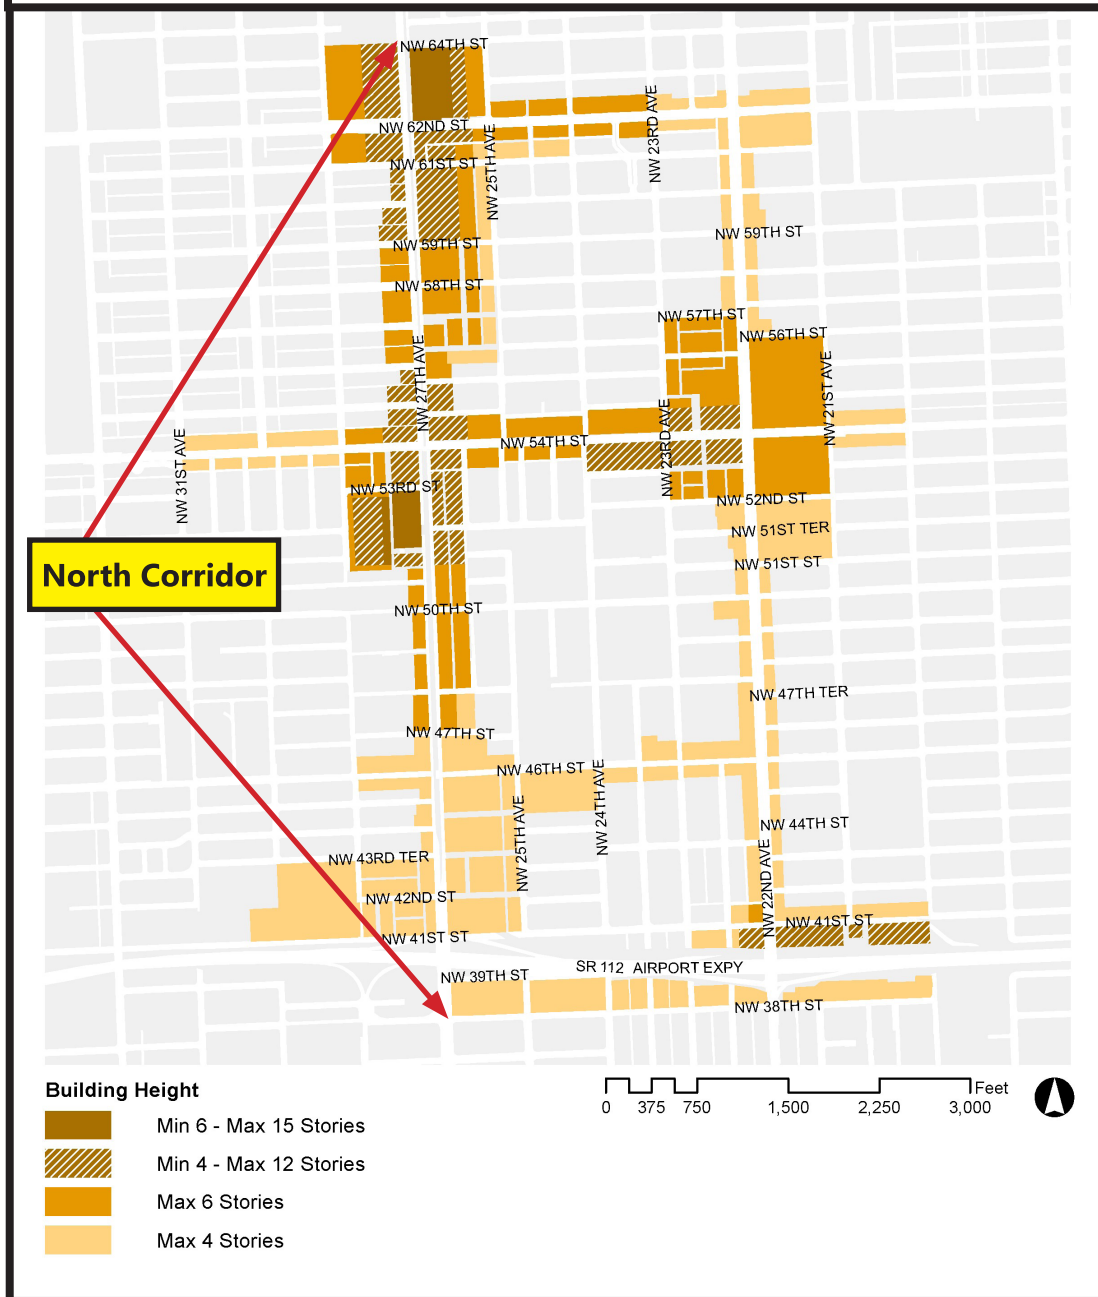 NW 64TH ST
NW 62ND ST
NW 61ST ST
NW 25TH AVE
NW 23RD AVE
NW 59TH ST
NW 59TH ST
NW 58TH ST
NW 57TH ST
NW 56TH ST
NW 27TH AVE
NW 21ST AVE
NW 31ST AVE
NW 54TH ST
NW 23RD AVE
NW 53RD ST
NW 52ND ST
NW 51ST TER
NW 51ST ST
North Corridor
NW 50TH ST
NW 47TH TER
NW 47TH ST
NW 46TH ST
NW 24TH AVE
NW 25TH AVE
NW 44TH ST
NW 43RD TER
NW 22ND AVE
NW 42ND ST
NW 41ST ST
NW 41ST ST
SR 112 AIRPORT EXPY
NW 39TH ST
NW 38TH ST
Building Height
Min 6 - Max 15 Stories
Min 4 - Max 12 Stories
Max 6 Stories
Max 4 Stories
Feet
0 375 750 1,500 2,250 3,000